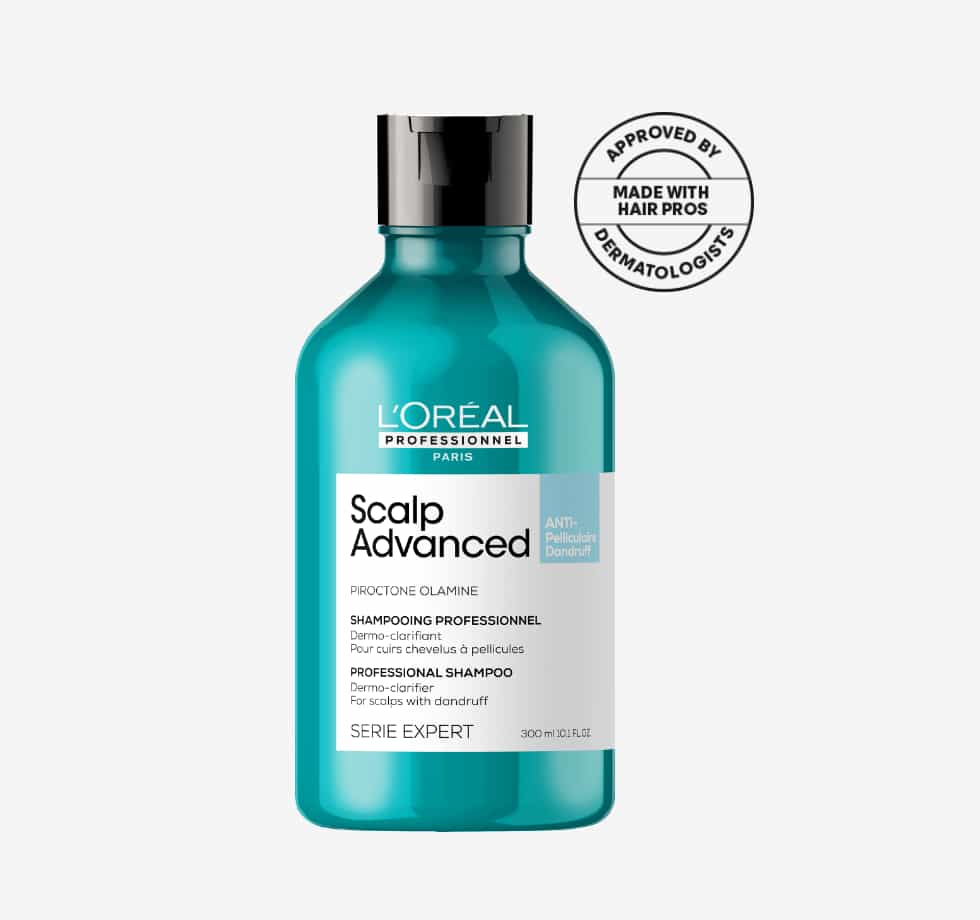 APPROVED BY
MADE WITH
HAIR PROS
DERMATOLOGISTS
L'ORÉAL
PROFESSIONNEL
PARIS
Scalp
Advanced
ANTI-
Pelliculaire
Dandruff
PIROCTONE OLAMINE
SHAMPOOING PROFESSIONNEL
Dermo-clarifiant
Pour cuirs chevelus à pellicules
PROFESSIONAL SHAMPOO
Dermo-clarifier
For scalps with dandruff
SERIE EXPERT
300 ml 10.1 FL.OZ